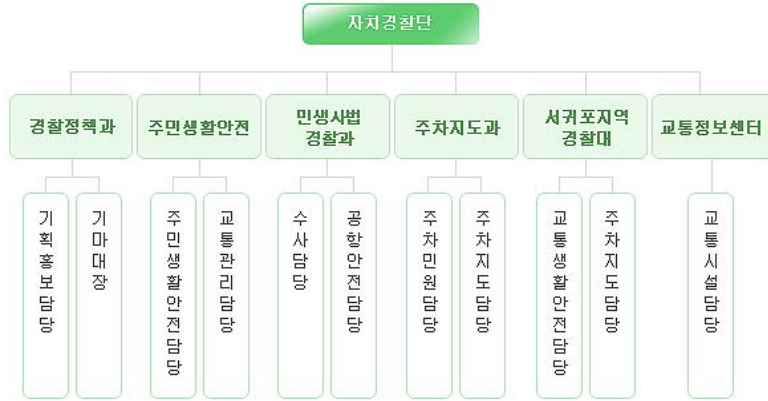 자치경찰단
경찰정책과
주민생활안전
민생사법
경찰과
주차지도과
서귀포지역
경찰대
교통정보센터
기획홍보담당
기마대장
주민생활안전담당
교통관리담당
수사담당
공항안전담당
주차민원담당
주차지도담당
교통생활안전담당
주차지도담당
교통시설담당